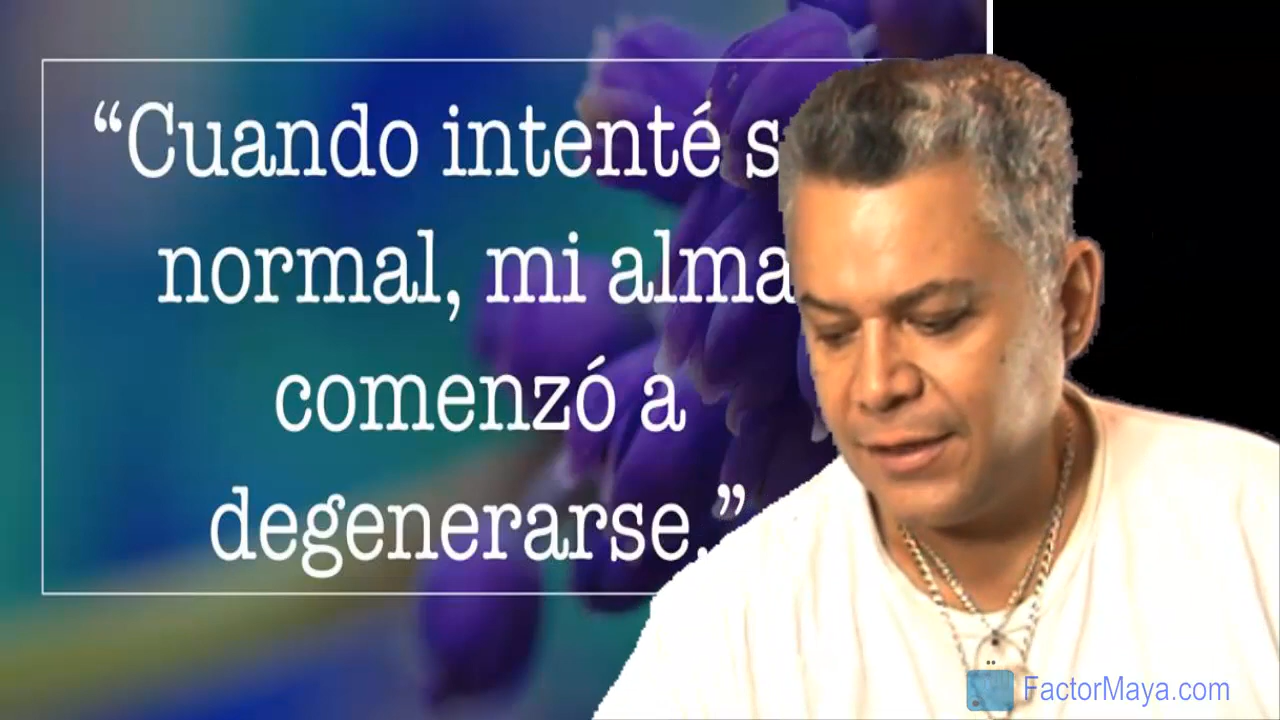 “Cuando intenté
normal, mi alma
comenzó a
degenerarse.”
FactorMaya.com